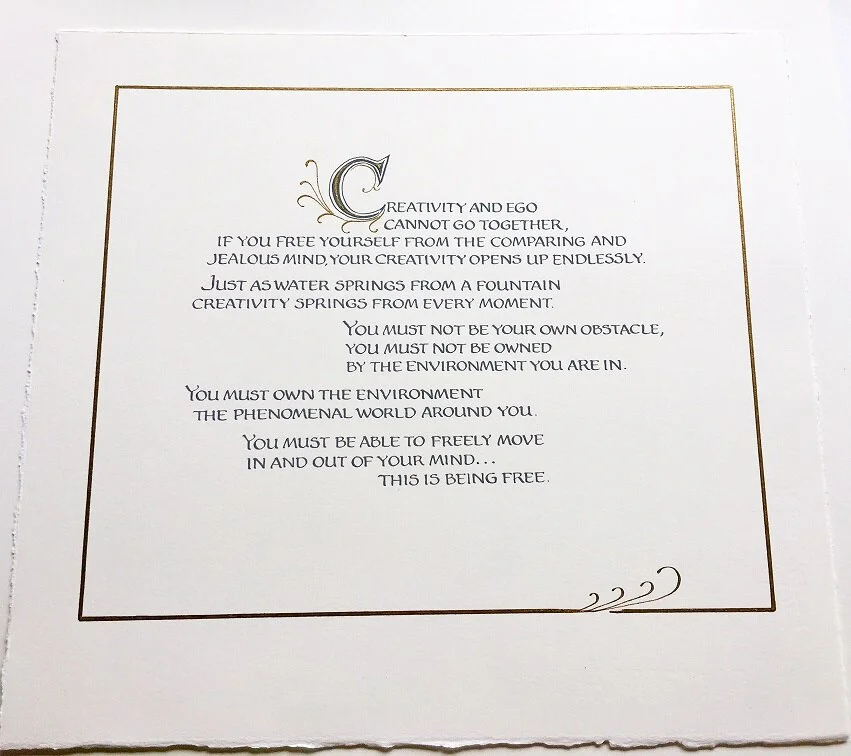 CREATIVITY AND EGO
CANNOT GO TOGETHER,
IF YOU FREE YOURSELF FROM THE COMPARING AND
JEALOUS MIND, YOUR CREATIVITY OPENS UP ENDLESSLY.
JUST AS WATER SPRINGS FROM A FOUNTAIN
CREATIVITY SPRINGS FROM EVERY MOMENT.
YOU MUST NOT BE YOUR OWN OBSTACLE,
YOU MUST NOT BE OWNED
BY THE ENVIRONMENT YOU ARE IN.
YOU MUST OWN THE ENVIRONMENT
THE PHENOMENAL WORLD AROUND YOU.
YOU MUST BE ABLE TO FREELY MOVE
IN AND OUT OF YOUR MIND...
THIS IS BEING FREE.